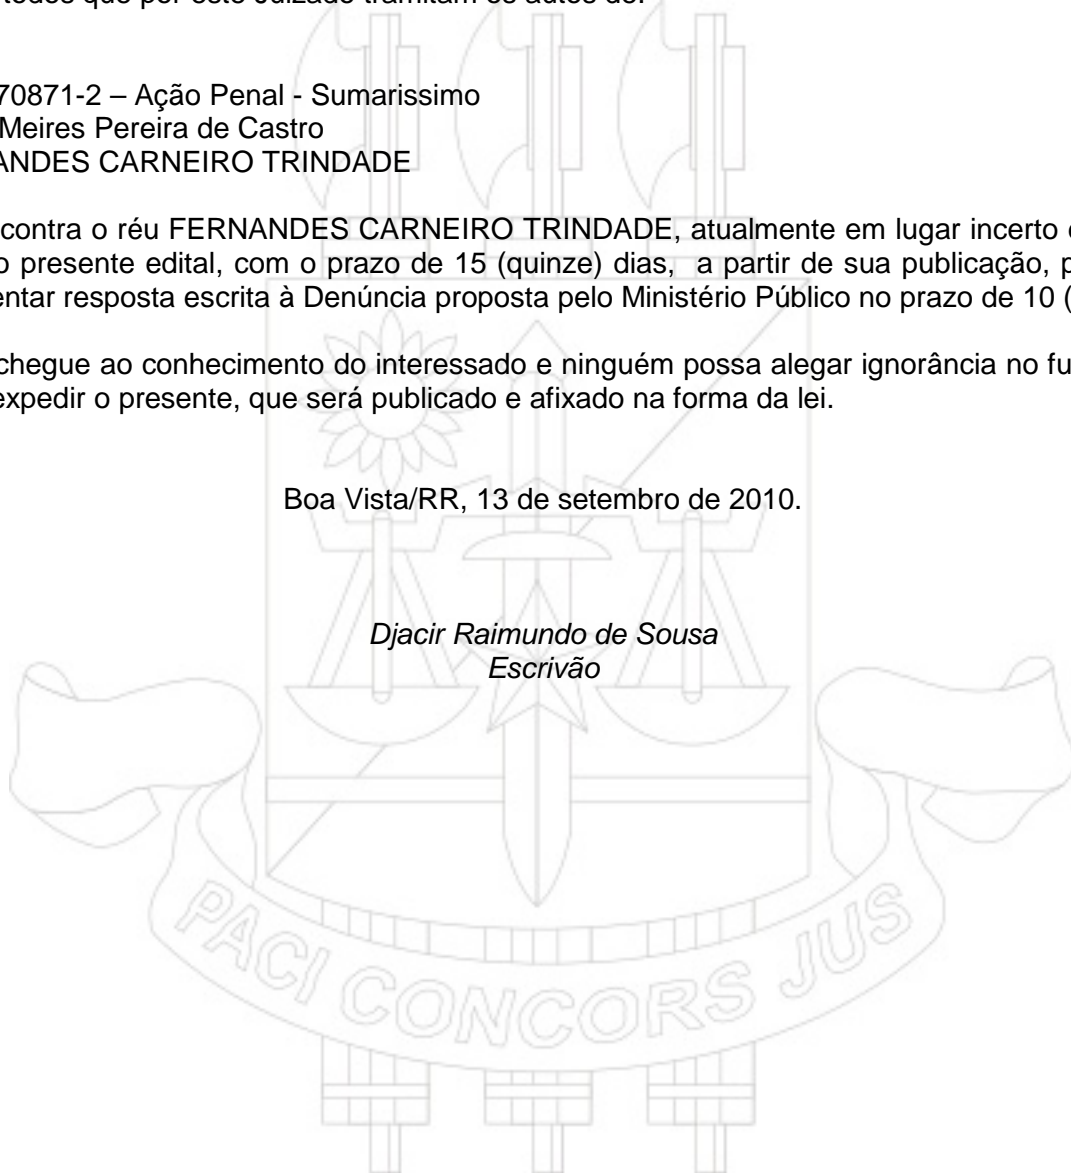 todos que por este Juizado tramitam os autos de:
70871-2 – Ação Penal - Sumarissimo
Meires Pereira de Castro
ANDES CARNEIRO TRINDADE
contra o réu FERNANDES CARNEIRO TRINDADE, atualmente em lugar incerto
o presente edital, com o prazo de 15 (quinze) dias, a partir de sua publicação, p
entar resposta escrita à Denúncia proposta pelo Ministério Público no prazo de 10 (
chegue ao conhecimento do interessado e ninguém possa alegar ignorância no fu
expedir o presente, que será publicado e afixado na forma da lei.
Boa Vista/RR, 13 de setembro de 2010.
Djacir Raimundo de Sousa
Escrivão
PACI CONCORS JUS